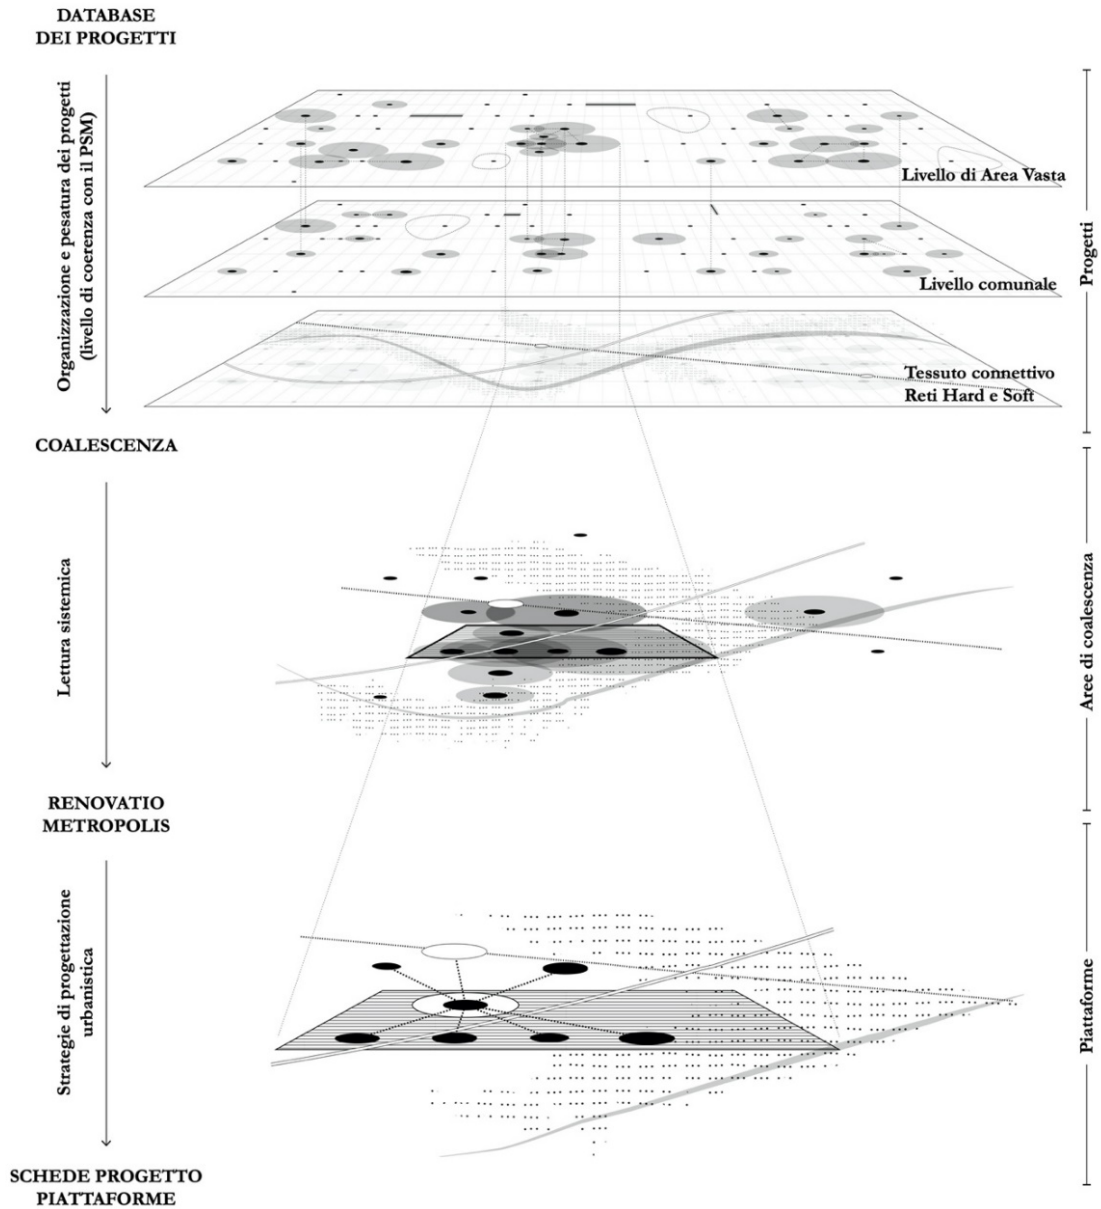 DATABASE
DEI PROGETTI
Organizzazione e pesatura dei progetti
(livello di coerenza con il PSM)
Livello di Area Vasta
Livello comunale
Tessuto connettivo
Reti Hard e Soft
Progetti
COALESCENZA
Lettura sistemica
Aree di coalescenza
RENOVATIO
METROPOLIS
Strategie di progettazione
urbanistica
Piattaforme
SCHEDE PROGETTO
PIATTAFORME